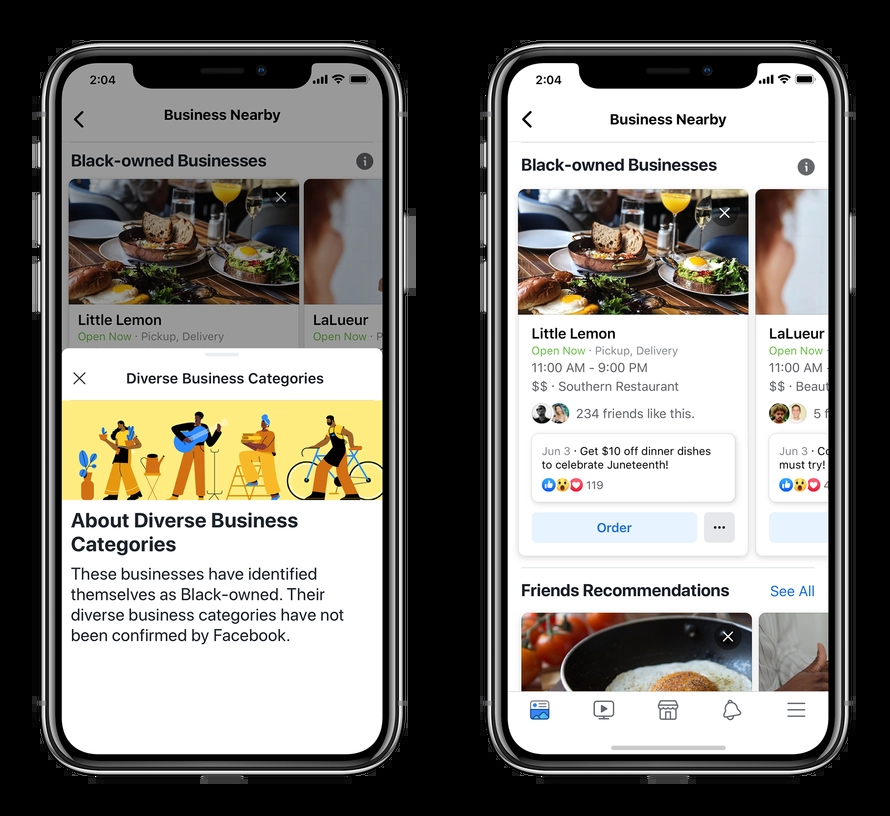 2:04
Business Nearby
Black-owned Businesses
Little Lemon
LaLueur
Open Now · Pickup, Delivery
Open Now · P
Diverse Business Categories
About Diverse Business
Categories
These businesses have identified
themselves as Black-owned. Their
diverse business categories have not
been confirmed by Facebook.
2:04
Business Nearby
Black-owned Businesses
Little Lemon
LaLueur
Open Now · Pickup, Delivery
Open Now ·
11:00 AM - 9:00 PM
11:00 AM -
$$ · Southern Restaurant
$$ · Beaut
234 friends like this.
5 f
Jun 3 · Get $10 off dinner dishes
to celebrate Juneteenth!
Jun 3 · Co
must try!
119
4
Order
Friends Recommendations
See All